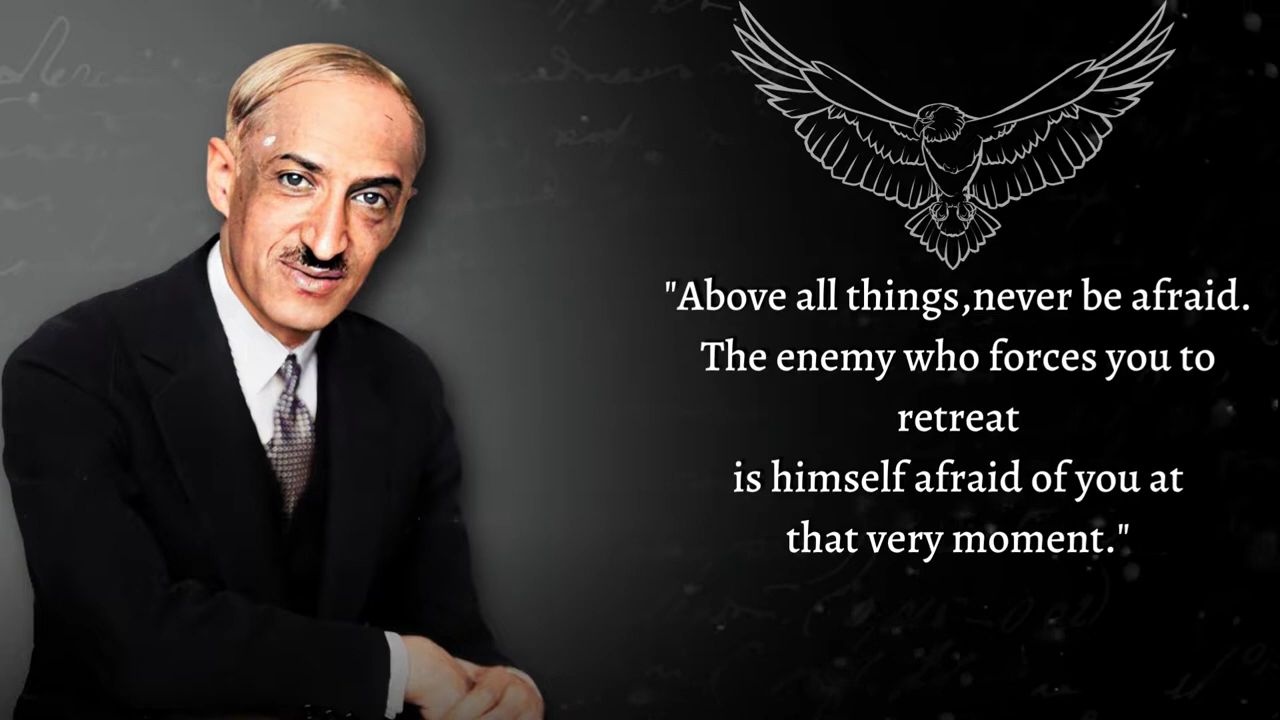 "Above all things,never be afraid.
The enemy who forces you to
retreat
is himself afraid of you at
that very moment."